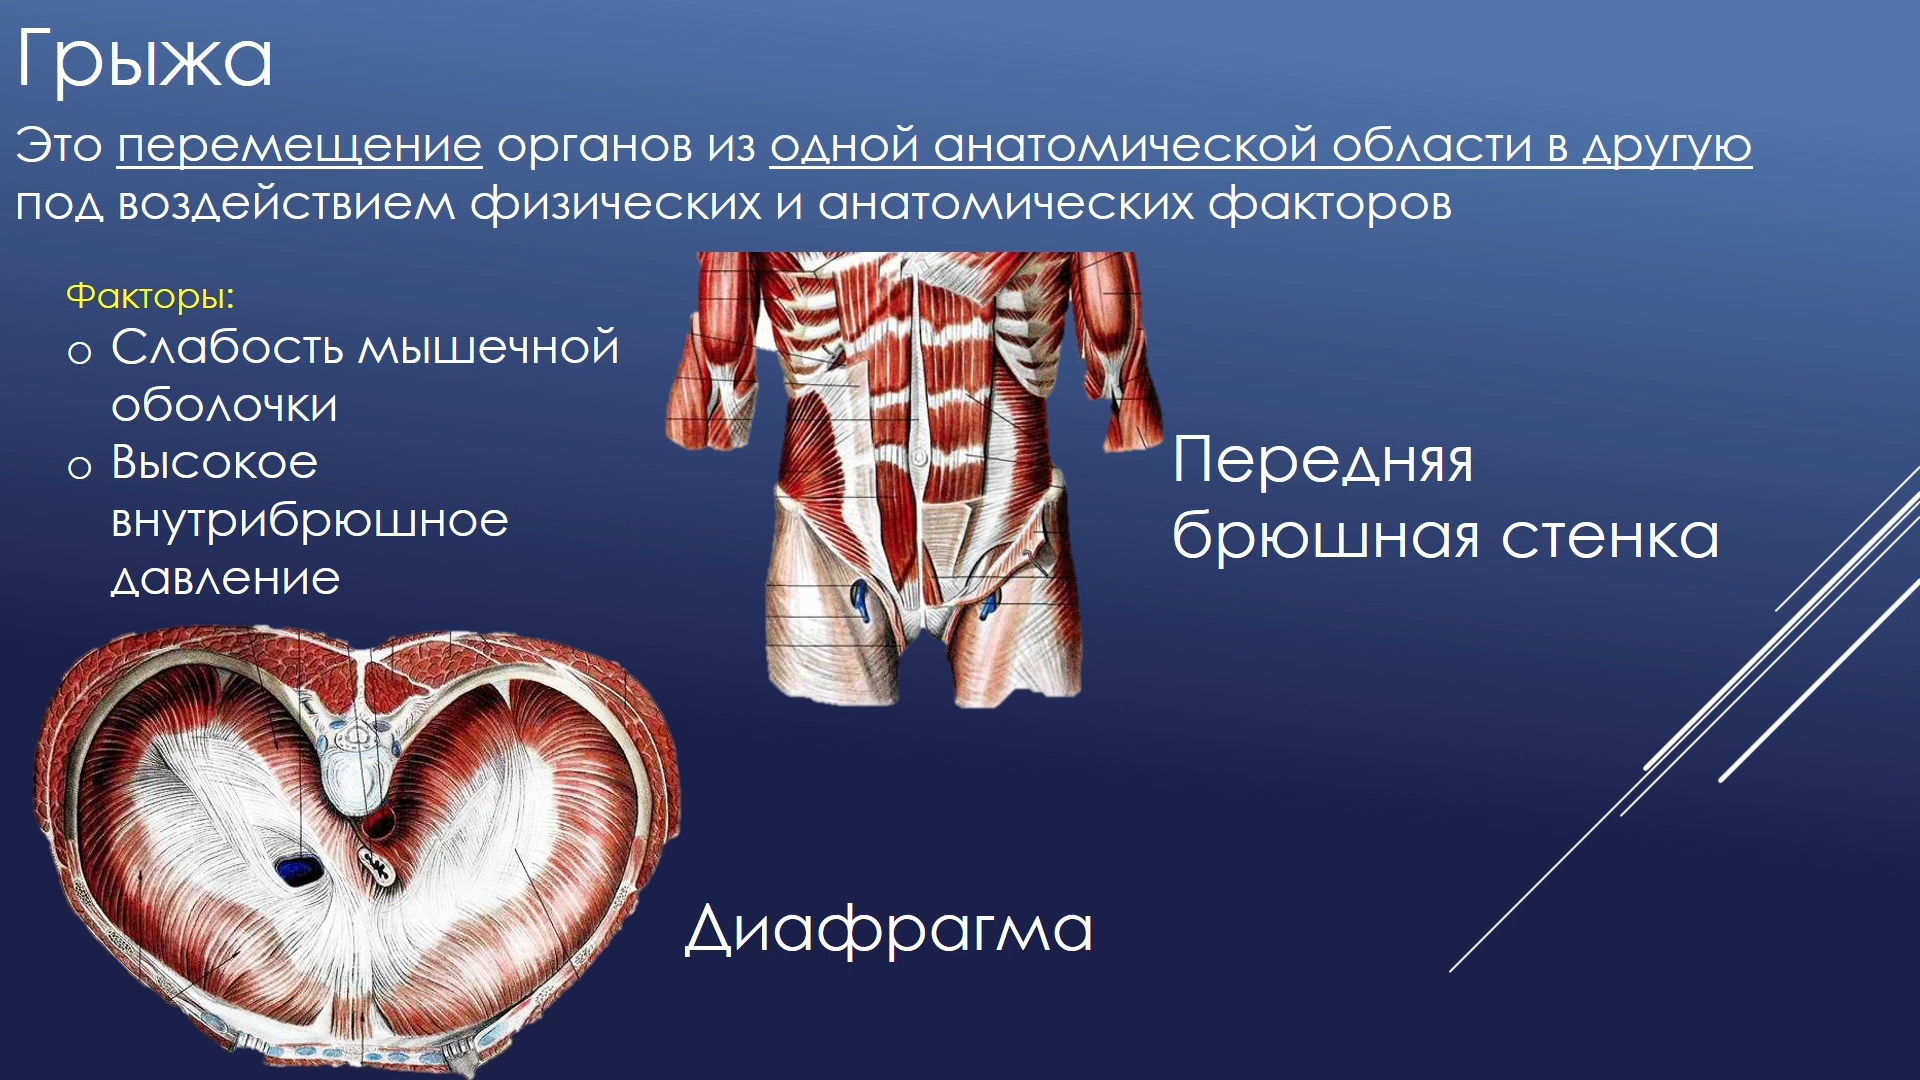 Грыжа
Это перемещение органов из одной анатомической области в другую
под воздействием физических и анатомических факторов
Факторы:
o Слабость мышечной
оболочки
o Высокое
внутрибрюшное
давление
Передняя
брюшная стенка
Диафрагма